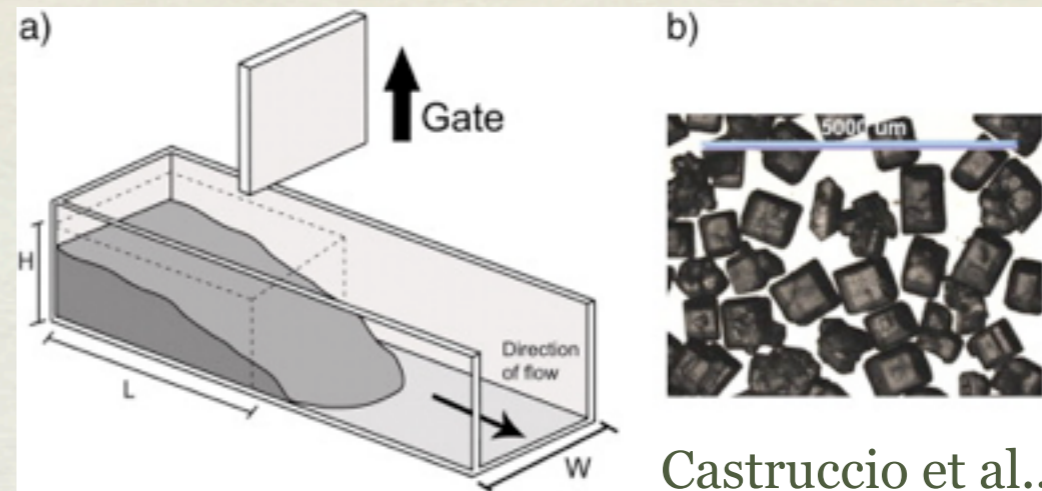 a)
b)
Gate
5000 um
H
Direction
of flow
L
W
Castruccio et al..